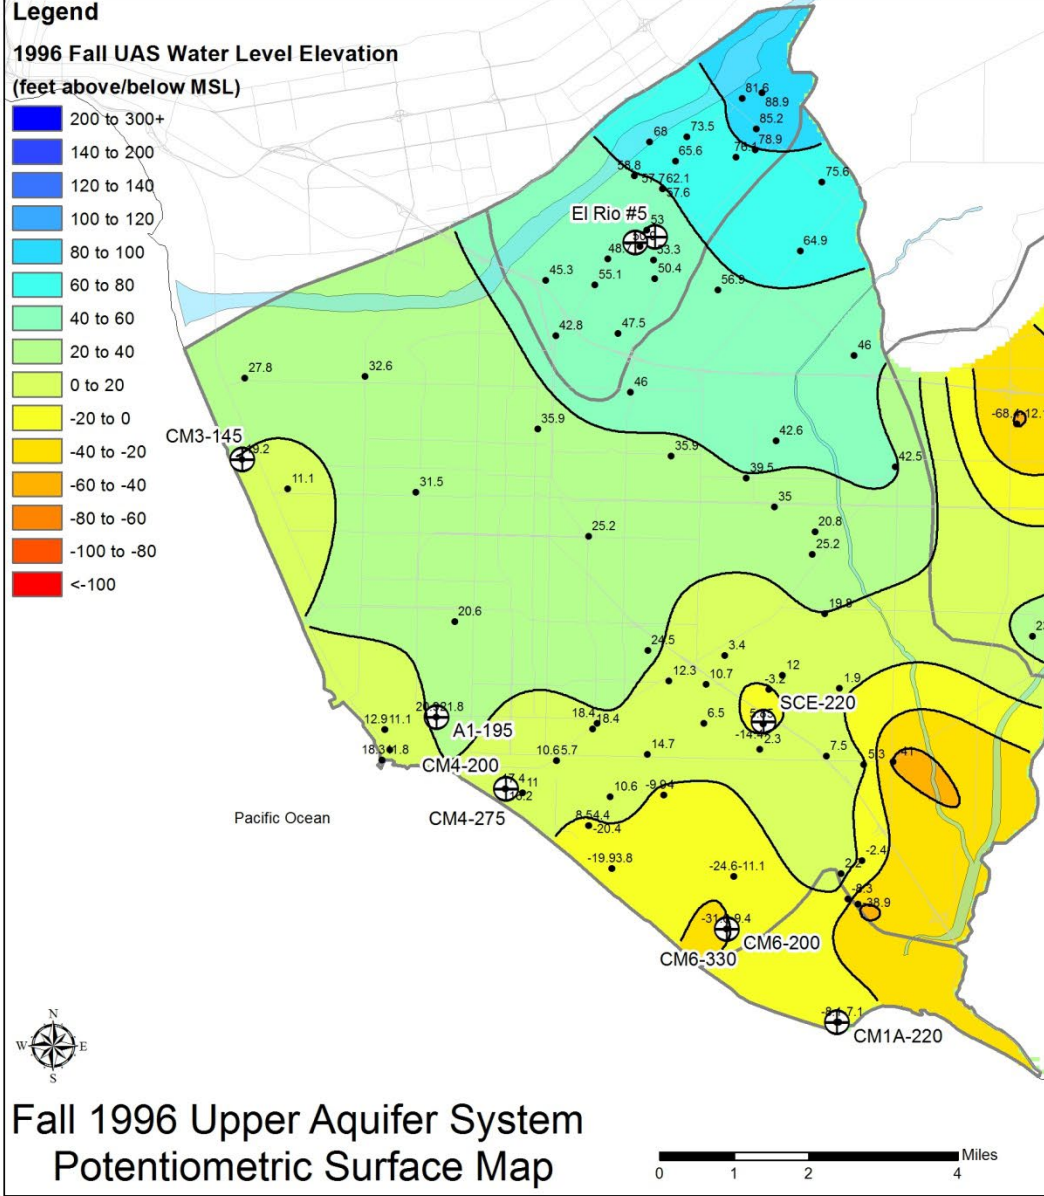 Legend
1996 Fall UAS Water Level Elevation
(feet above/below MSL)
200 to 300+
140 to 200
120 to 140
100 to 120
80 to 100
60 to 80
40 to 60
20 to 40
0 to 20
-20 to 0
-40 to -20
-60 to -40
-80 to -60
-100 to -80
<-100
81.6
88.9
85.2
73.5
68
78.9
65.6
58.8
57.7
62.1
57.6
75.6
El Rio #5
53
64.9
53.3
45.3
55.1
50.4
56.9
42.8
47.5
46
27.8
32.6
46
35.9
42.6
CM3-145
35.9
11.1
31.5
39.5
42.5
35
20.8
25.2
25.2
20.6
19.8
24.5
3.4
12.3
10.7
12
-3.2
1.9
SCE-220
21.8
12.9
11.1
A1-195
18.4
18.4
6.5
2.3
18.3
CM4-200
10.6
5.7
14.7
7.5
5.3
11
10.6
CM4-275
Pacific Ocean
-20.4
-19.9
3.8
-24.6
-11.1
2.2
-2.4
-8.3
-38.9
-9.4
CM6-200
CM6-330
-7.1
CM1A-220
N
W
E
S
Fall 1996 Upper Aquifer System
Potentiometric Surface Map
Miles
0
1
2
4